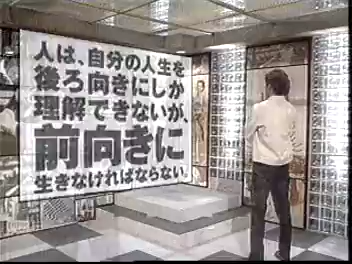 人は、自分の人生を
後ろ向きにしか
理解できないが、
前向きに
生きなければならない。